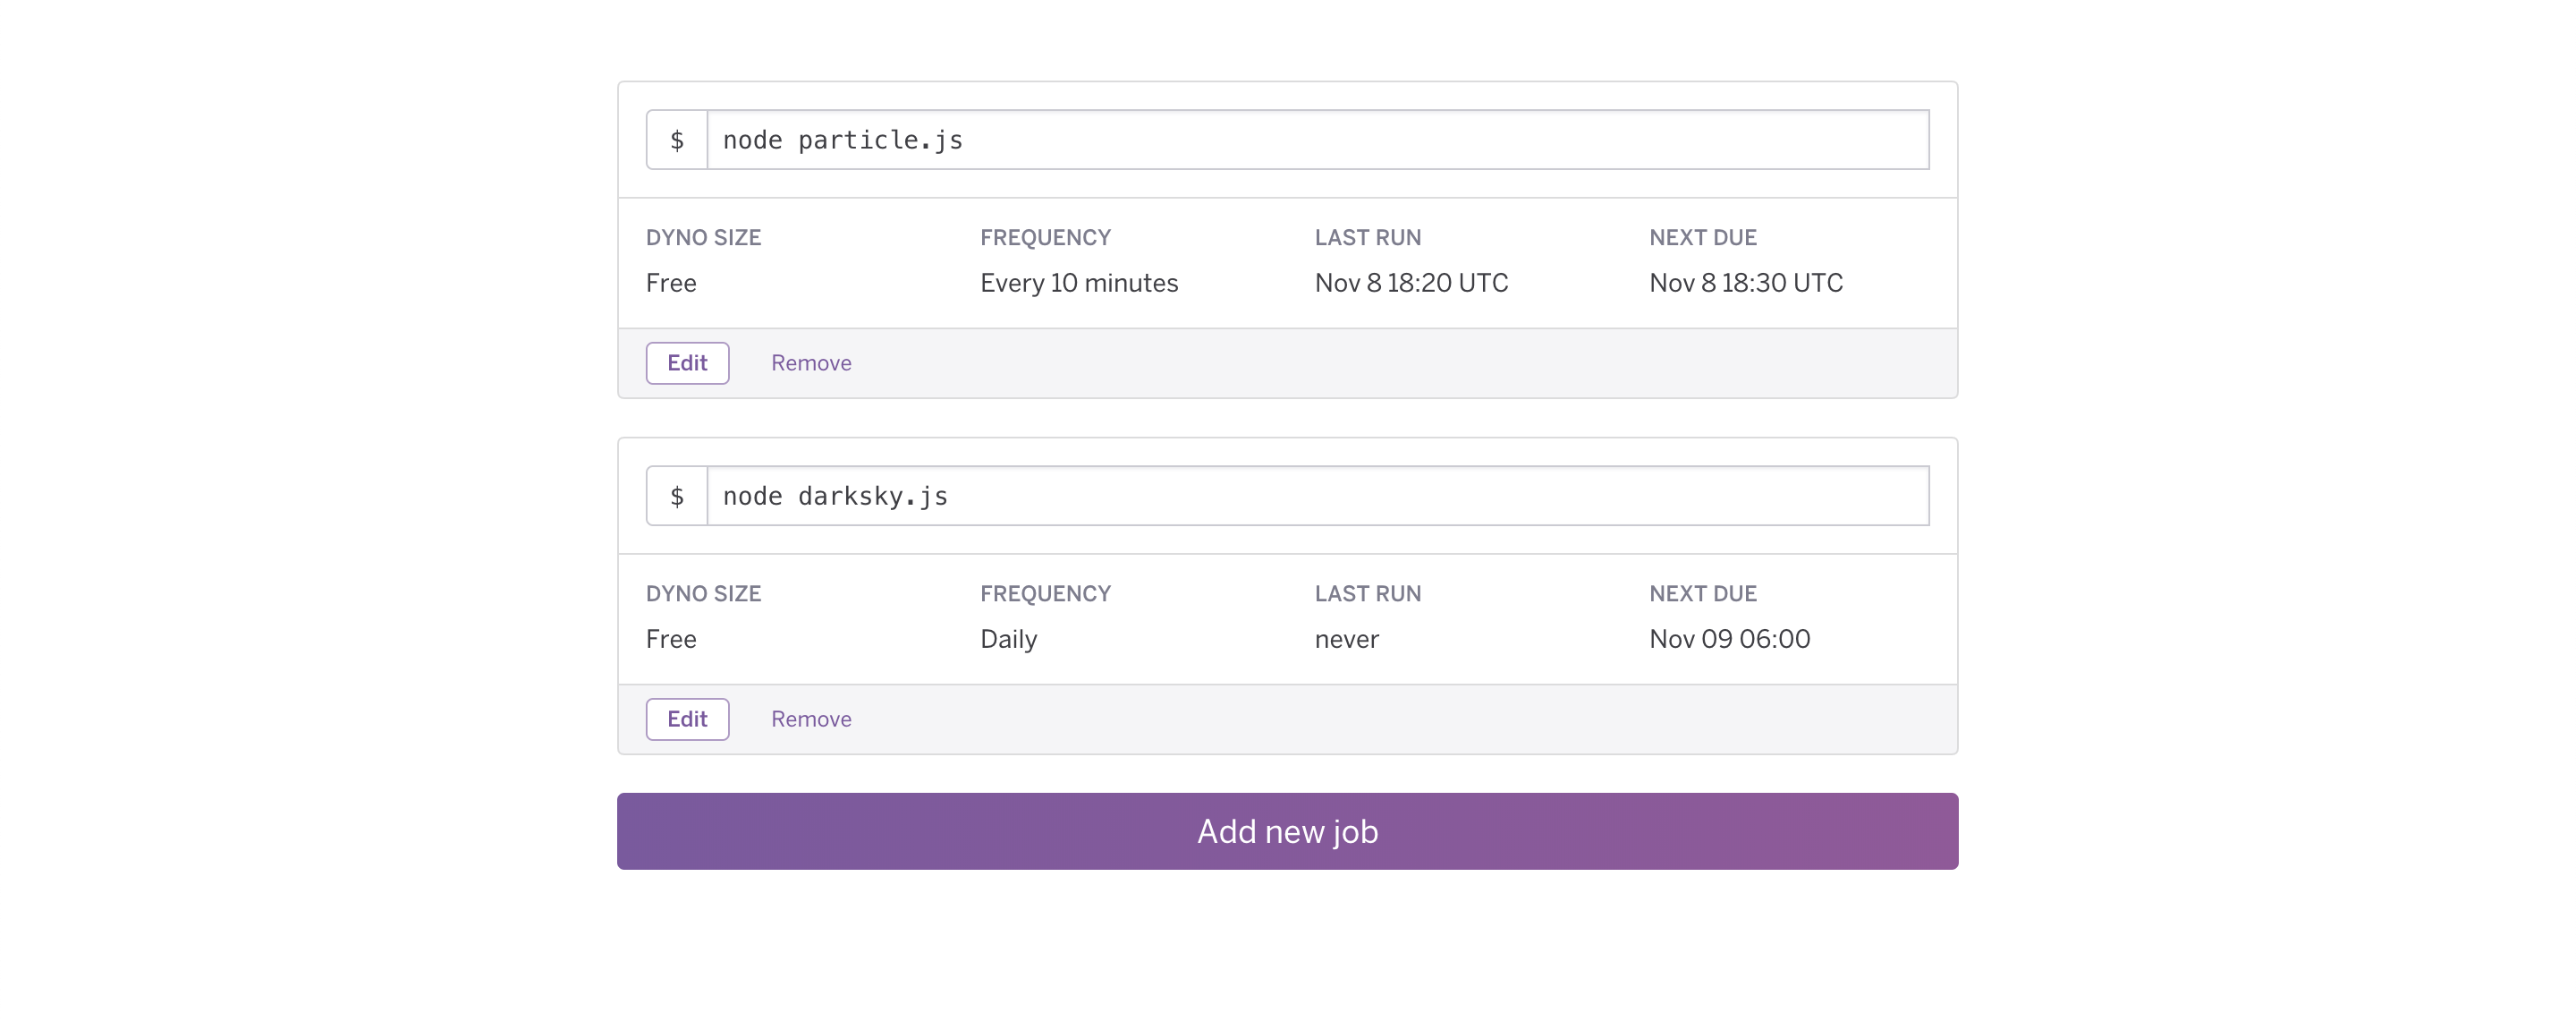 $ node particle.js
DYNO SIZE FREQUENCY LAST RUN NEXT DUE
Free Every 10 minutes Nov 8 18:20 UTC Nov 8 18:30 UTC
Edit Remove
$ node darksky.js
DYNO SIZE FREQUENCY LAST RUN NEXT DUE
Free Daily never Nov 09 06:00
Edit Remove
Add new job